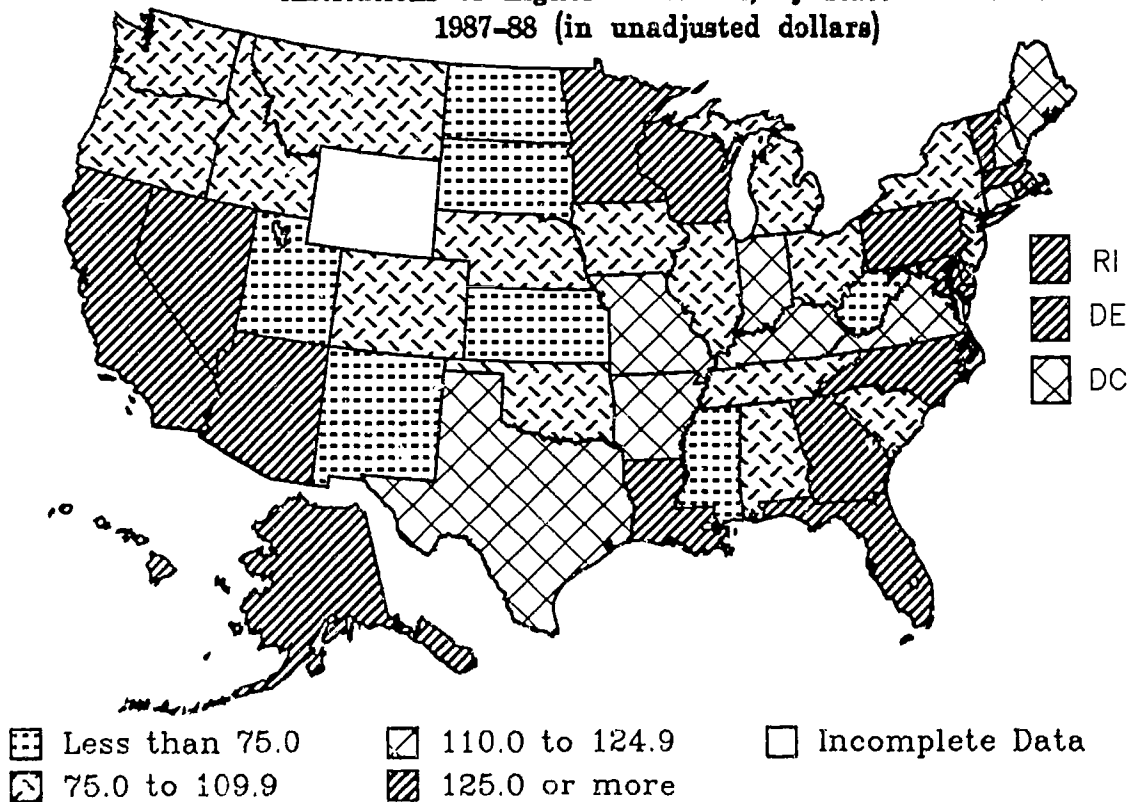 1987-88 (in unadjusted dollars)
RI
DE
DC
Less than 75.0
110.0 to 124.9
Incomplete Data
75.0 to 109.9
125.0 or more